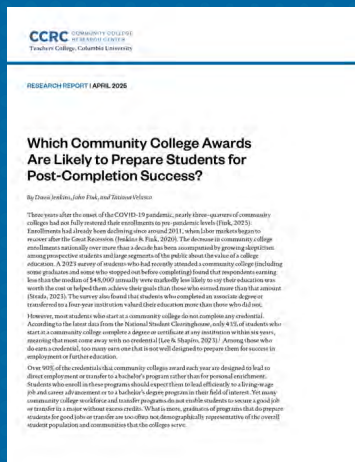 CCRC COMMUNITY COLLEGE
RESEARCH CENTER
Teachers College, Columbia University
RESEARCH REPORT | APRIL 2025
Which Community College Awards
Are Likely to Prepare Students for
Post-Completion Success?
By Davis Jenkins, John Fink, and Tatiana Velasco
Three years after the onset of the COVID-19 pandemic, nearly three-quarters of community
colleges had not fully restored their enrollments to pre-pandemic levels (Fink, 2025).
Enrollments had already been declining since around 2011, when labor markets began to
recover after the Great Recession (Jenkins & Fink, 2020). The decrease in community college
enrollments nationally over more than a decade has been accompanied by growing skepticism
among prospective students and large segments of the public about the value of a college
education. A 2023 survey of students who had recently attended a community college (including
some graduates and some who stopped out before completing) found that respondents earning
less than the median of $48,000 annually were markedly less likely to say their education was
worth the cost or helped them achieve their goals than those who earned more than that amount
(Strada, 2023). The survey also found that students who completed an associate degree or
transferred to a four-year institution valued their education more than those who did not.
However, most students who start at a community college do not complete any credential.
According to the latest data from the National Student Clearinghouse, only 43% of students who
start at a community college complete a degree or certificate at any institution within six years,
meaning that most come away with no credential (Lee & Shapiro, 2023).¹ Among those who
do earn a credential, too many earn one that is not well designed to prepare them for success in
employment or further education.
Over 90% of the credentials that community colleges award each year are designed to lead to
direct employment or transfer to a bachelor's program rather than for personal enrichment.
Students who enroll in these programs should expect them to lead efficiently to a living-wage
job and career advancement or to a bachelor's degree program in their field of interest. Yet many
community college workforce and transfer programs do not enable students to secure a good job
or transfer in a major without excess credits. What is more, graduates of programs that do prepare
students for good jobs or transfer are too often not demographically representative of the overall
student population and communities that the colleges serve.